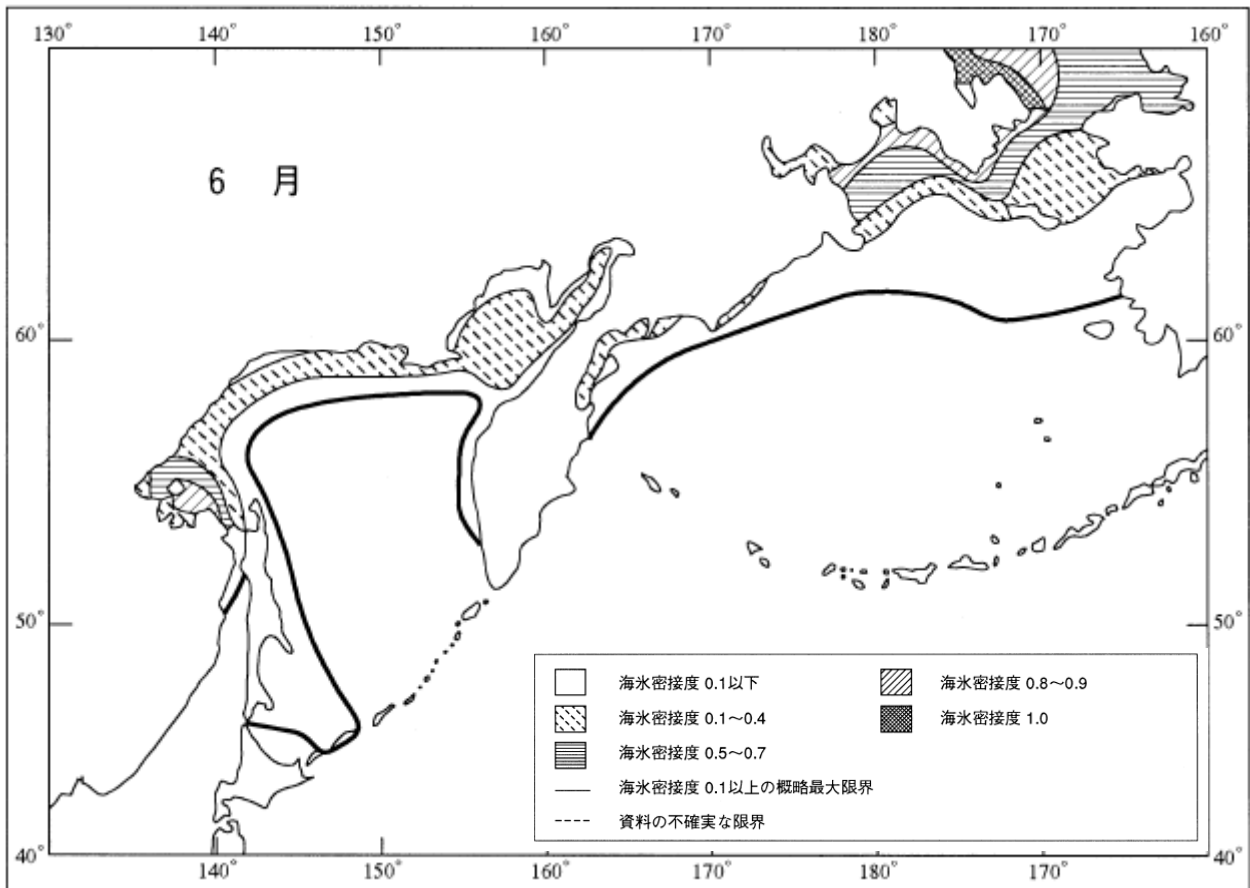 130° 140° 150° 160° 170° 180° 170° 160°
6 月
60° 60°
50° 50°
海氷密接度 0.1以下
海氷密接度 0.8～0.9
海氷密接度 0.1～0.4
海氷密接度 1.0
海氷密接度 0.5～0.7
海氷密接度 0.1以上の概略最大限界
資料の不確実な限界
40° 40°
140° 150° 160° 170° 180° 170°